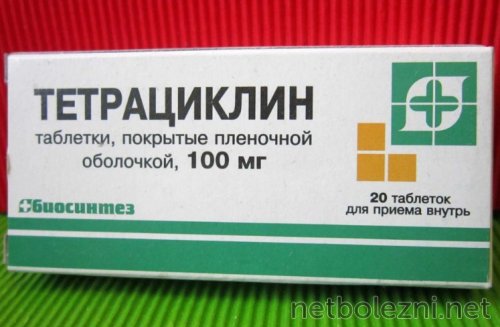 ТЕТРАЦИКЛИН
таблетки, покрытые пленочной
оболочкой, 100 мг
20 таблеток
для приема внутрь
биосинтез
netbolezni.net